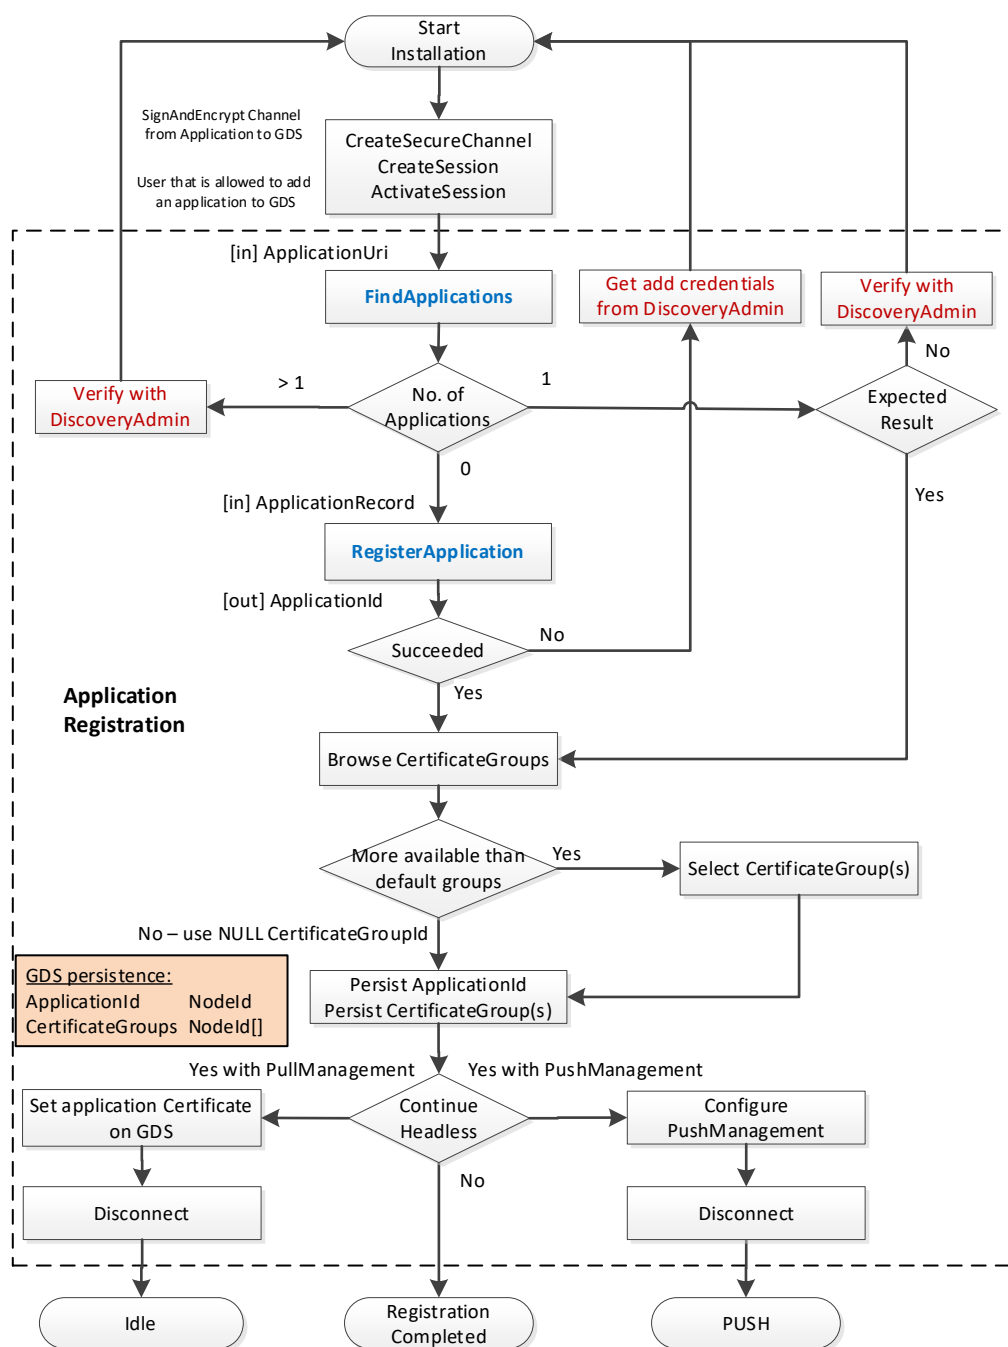 Start
Installation
SignAndEncrypt Channel
from Application to GDS
CreateSecureChannel
CreateSession
ActivateSession
User that is allowed to add
an application to GDS
[in] ApplicationUri
FindApplications
Get add credentials
from DiscoveryAdmin
Verify with
DiscoveryAdmin
No
> 1
No. of
Applications
1
Verify with
DiscoveryAdmin
Expected
Result
0
Yes
[in] ApplicationRecord
RegisterApplication
[out] ApplicationId
No
Succeeded
Yes
Application
Registration
Browse CertificateGroups
More available than
default groups
Yes
Select CertificateGroup(s)
No – use NULL CertificateGroupId
GDS persistence:
ApplicationId NodeId
CertificateGroups NodeId[]
Persist ApplicationId
Persist CertificateGroup(s)
Yes with PullManagement
Yes with PushManagement
Set application Certificate
on GDS
Continue
Headless
Configure
PushManagement
No
Disconnect
Disconnect
Idle
Registration
Completed
PUSH